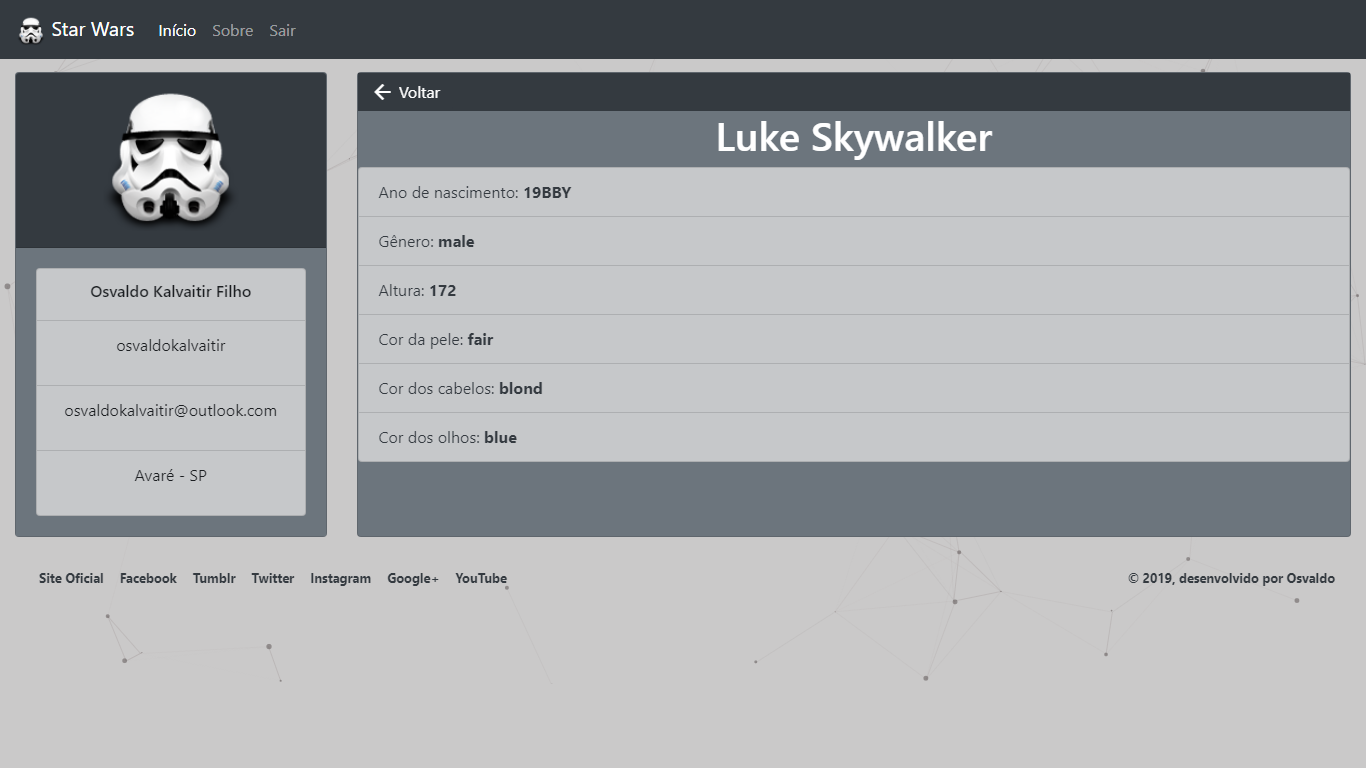 Star Wars Início Sobre Sair
Osvaldo Kalvaitir Filho
osvaldokalvaitir
osvaldokalvaitir@outlook.com
Avaré - SP
Voltar
Luke Skywalker
Ano de nascimento: 19BBY
Gênero: male
Altura: 172
Cor da pele: fair
Cor dos cabelos: blond
Cor dos olhos: blue
Site Oficial Facebook Tumblr Twitter Instagram Google+ YouTube
© 2019, desenvolvido por Osvaldo